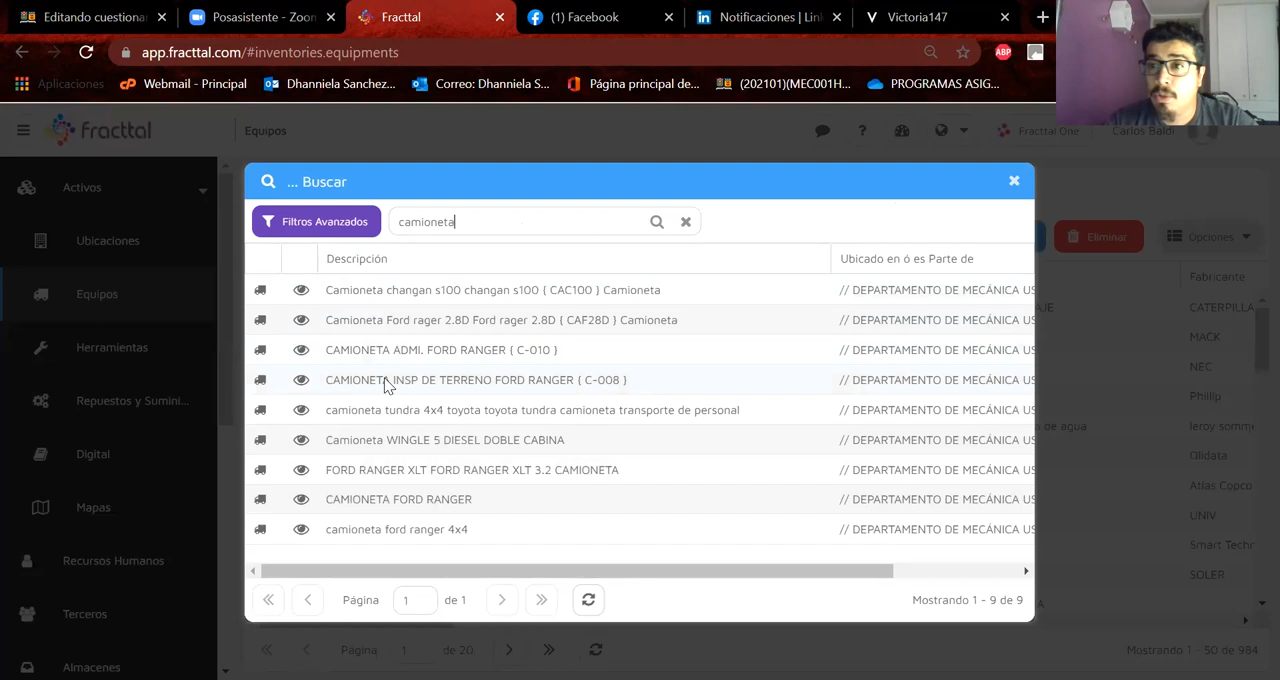 Editando cuestionar
Posasistente - Zoom
Fracttal
(1) Facebook
Notificaciones | Link
Victoria147
app.fracttal.com/#inventories.equipments
ABP
Aplicaciones
Webmail - Principal
Dhanniela Sanchez...
Correo: Dhanniela S...
Página principal de...
(202101)(MEC001H...
PROGRAMAS ASIG...
fracttal
Equipos
Fracttal One
Carlos Baldi
Activos
Ubicaciones
Equipos
Herramientas
Repuestos y Sumini...
Digital
Mapas
Recursos Humanos
Terceros
Almacenes
... Buscar
Filtros Avanzados
camioneta
Descripción
Ubicado en ó es Parte de
Camioneta changan s100 changan s100 { CAC100 } Camioneta
// DEPARTAMENTO DE MECÁNICA US
Camioneta Ford rager 2.8D Ford rager 2.8D { CAF28D } Camioneta
// DEPARTAMENTO DE MECÁNICA US
CAMIONETA ADMI. FORD RANGER { C-010 }
// DEPARTAMENTO DE MECÁNICA US
CAMIONETA INSP DE TERRENO FORD RANGER { C-008 }
// DEPARTAMENTO DE MECÁNICA US
camioneta tundra 4x4 toyota toyota tundra camioneta transporte de personal
// DEPARTAMENTO DE MECÁNICA US
Camioneta WINGLE 5 DIESEL DOBLE CABINA
// DEPARTAMENTO DE MECÁNICA US
FORD RANGER XLT FORD RANGER XLT 3.2 CAMIONETA
// DEPARTAMENTO DE MECÁNICA US
CAMIONETA FORD RANGER
// DEPARTAMENTO DE MECÁNICA US
camioneta ford ranger 4x4
// DEPARTAMENTO DE MECÁNICA US
Página 1 de 1
Mostrando 1 - 9 de 9
Eliminar
Opciones
Fabricante
AJE
CATERPILLA
MACK
NEC
Phillip
o de agua
leroy somme
Olidata
Atlas Copco
UNIV
Smart Techn
SOLER
A
Pagina 1 de 20
Mostrando 1 - 50 de 984